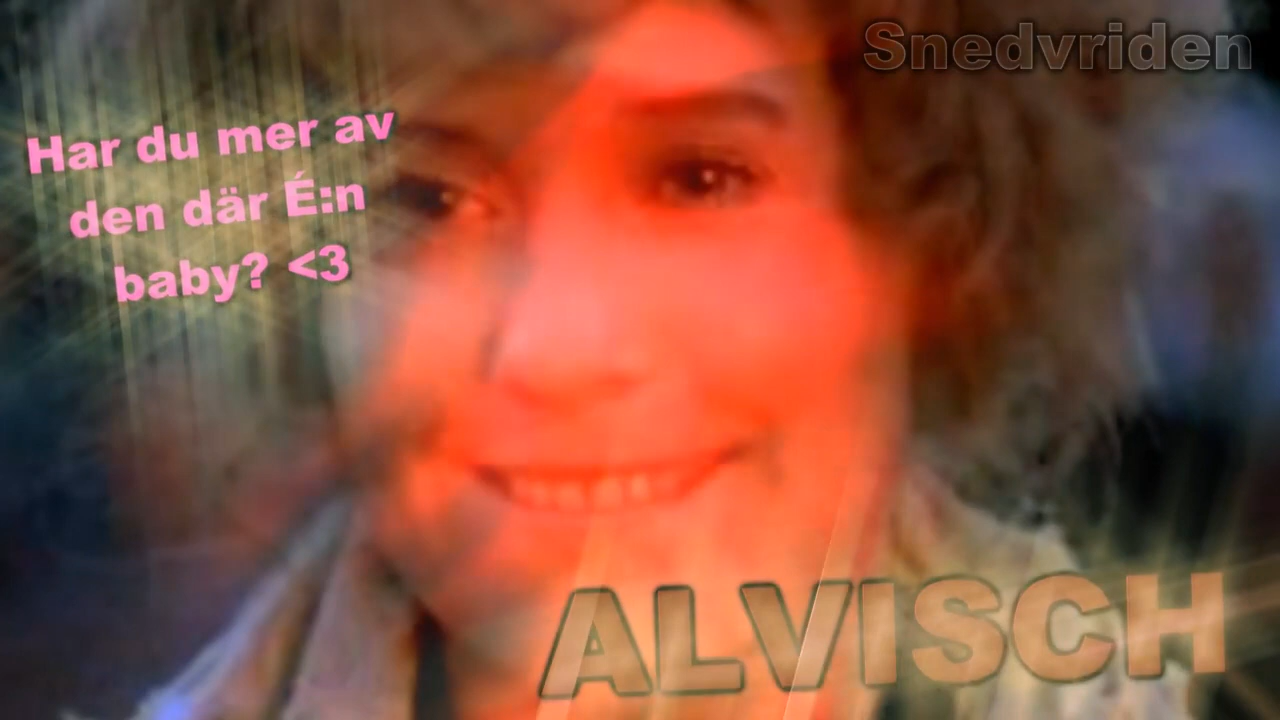 Snedvriden
Har du mer av
den där É:n
baby? <3
ALVISCH